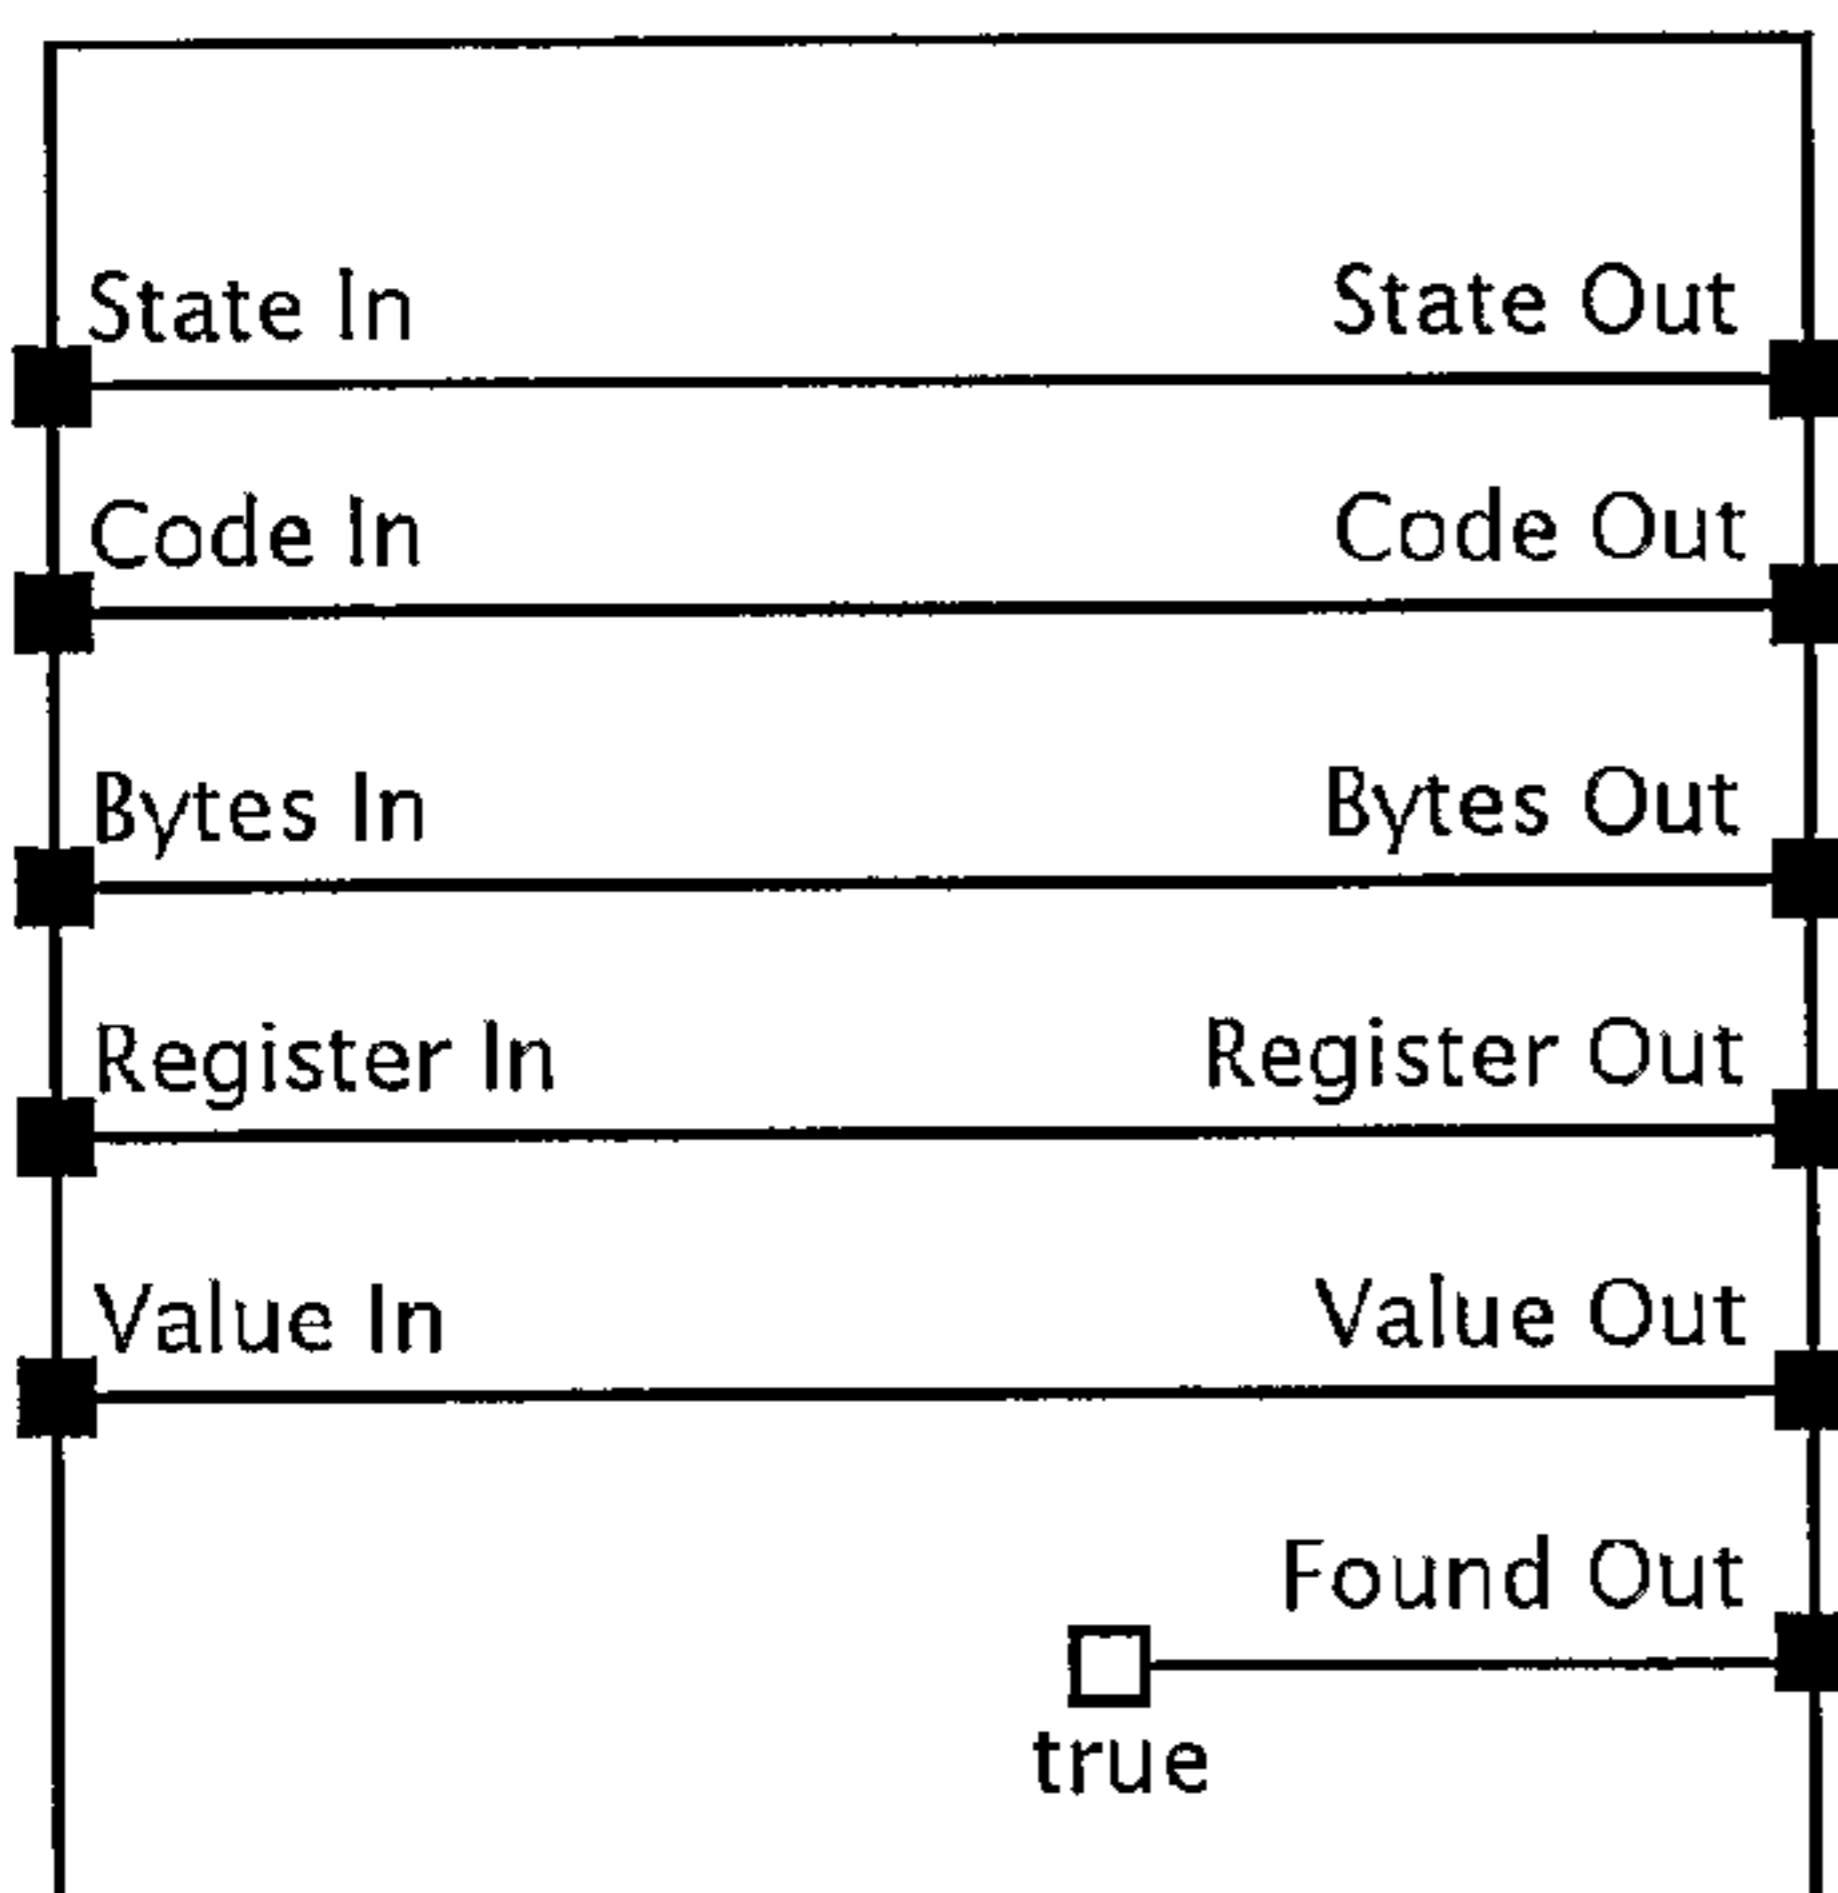 State In State Out
Code In Code Out
Bytes In Bytes Out
Register In Register Out
Value In Value Out
Found Out
true